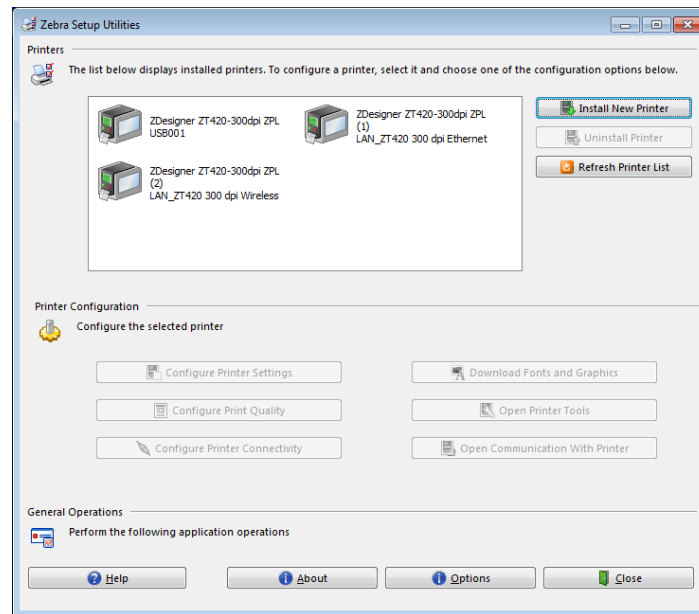 Zebra Setup Utilities
Printers
The list below displays installed printers. To configure a printer, select it and choose one of the configuration options below.
ZDesigner ZT420-300dpi ZPL
USB001
ZDesigner ZT420-300dpi ZPL
(1)
LAN_ZT420 300 dpi Ethernet
ZDesigner ZT420-300dpi ZPL
(2)
LAN_ZT420 300 dpi Wireless
Install New Printer
Uninstall Printer
Refresh Printer List
Printer Configuration
Configure the selected printer
Configure Printer Settings
Download Fonts and Graphics
Configure Print Quality
Open Printer Tools
Configure Printer Connectivity
Open Communication With Printer
General Operations
Perform the following application operations
Help
About
Options
Close